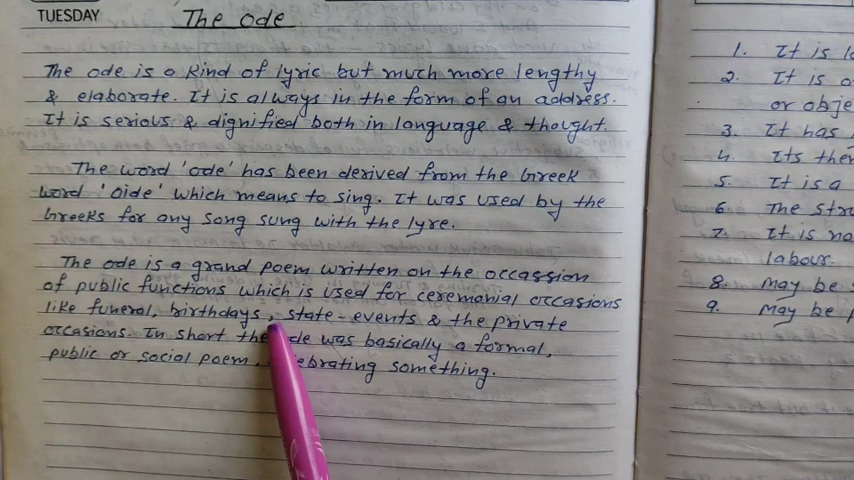 TUESDAY
The ode
The ode is a kind of lyric but much more lengthy
& elaborate. It is always in the form of an address.
It is serious & dignified both in language & thought.
The word 'ode' has been derived from the Greek
word 'oide' which means to sing. It was used by the
Greeks for any song sung with the lyre.
The ode is a grand poem written on the occassion
of public functions which is used for ceremonial occasions
like funeral, birthdays, state-events & the private
occasions. In short the ode was basically a formal,
public or social poem, celebrating something.
1. It is
2. It is
or
3. It has
4. Its
5. It is a
6. The
7. It is
labour.
8. may be
9. may be